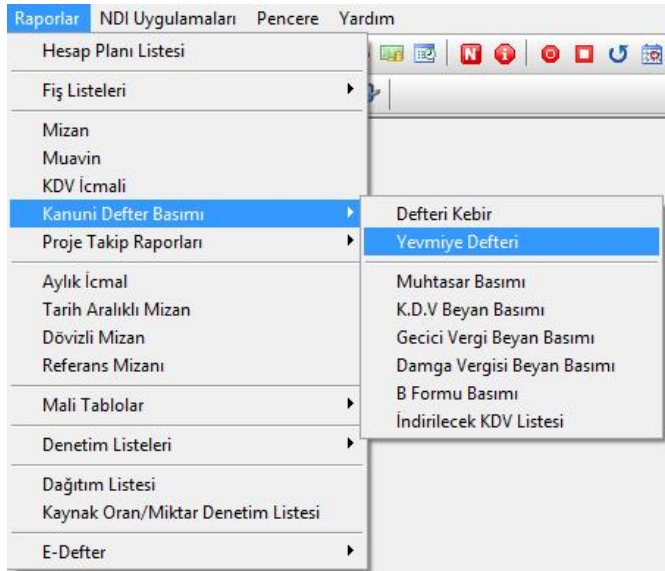 Raporlar NDI Uygulamaları Pencere Yardım
Hesap Planı Listesi
Fiş Listeleri
Mizan
Muavin
KDV İcmali
Kanuni Defter Basımı
Proje Takip Raporları
Aylık İcmal
Tarih Aralıklı Mizan
Dövizli Mizan
Referans Mizanı
Mali Tablolar
Denetim Listeleri
Dağıtım Listesi
Kaynak Oran/Miktar Denetim Listesi
E-Defter
Defteri Kebir
Yevmiye Defteri
Muhtasar Basımı
K.D.V Beyan Basımı
Gecici Vergi Beyan Basımı
Damga Vergisi Beyan Basımı
B Formu Basımı
İndirilecek KDV Listesi